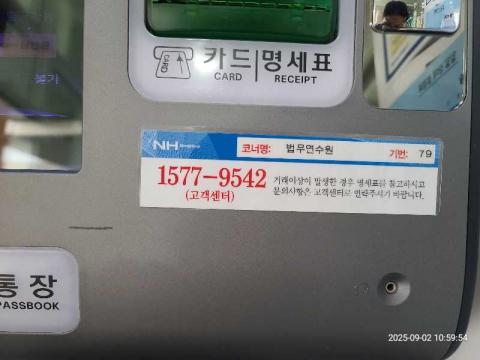 카드 명세표
CARD RECEIPT
NH 코너명: 법무연수원 기번: 79
1577-9542
(고객센터)
거래이상이 발생한 경우 명세표를 참고하시고
문의사항은 고객센터로 연락주시기 바랍니다.
통장
PASSBOOK
2025-09-02 10:59:54